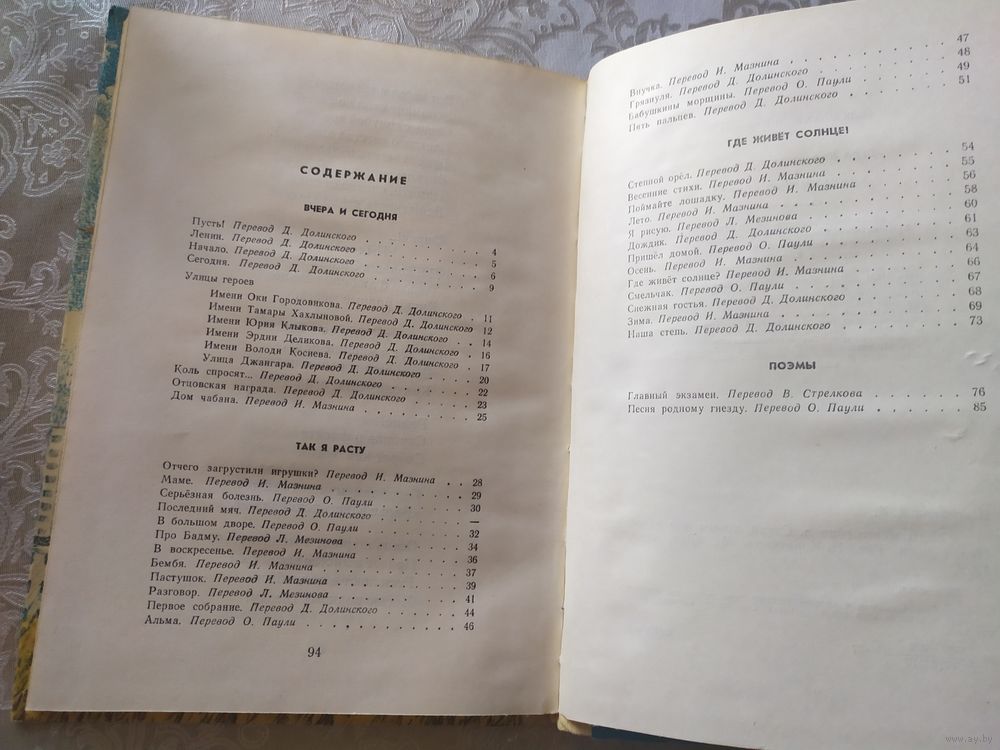 СОДЕРЖАНИЕ
ВЧЕРА И СЕГОДНЯ
Пусть! Перевод Д. Долинского . . . . . . . . 4
Ленин. Перевод Д. Долинского . . . . . . . . 5
Начало. Перевод Д. Долинского . . . . . . . . 6
Сегодня. Перевод Д. Долинского . . . . . . . . 9
Улицы героев
Имени Оки Городовикова. Перевод Д. Долинского . 11
Имени Тамары Хахлыновой. Перевод Д. Долинского 12
Имени Юрия Клыкова. Перевод Д. Долинского . . 14
Имени Эрдни Деликова. Перевод Д. Долинского . 16
Имени Володи Косиева. Перевод Д. Долинского . . 17
Улица Джангара. Перевод Д. Долинского . . . . 20
Коль спросят... Перевод Д. Долинского . . . . . . 22
Отцовская награда. Перевод Д. Долинского . . . . . 23
Дом чабана. Перевод И. Мазнина . . . . . . . . 25
ТАК Я РАСТУ
Отчего загрустили игрушки? Перевод И. Мазнина . . 28
Маме. Перевод И. Мазнина . . . . . . . . . . 29
Серьёзная болезнь. Перевод О. Паули . . . . . . 30
Последний мяч. Перевод Д. Долинского . . . . . . —
В большом дворе. Перевод О. Паули . . . . . . . 32
Про Бадму. Перевод Л. Мезинова . . . . . . . . 34
В воскресенье. Перевод И. Мазнина . . . . . . . 36
Бембя. Перевод И. Мазнина . . . . . . . . . . 37
Пастушок. Перевод И. Мазнина . . . . . . . . . 39
Разговор. Перевод Л. Мезинова . . . . . . . . . 41
Первое собрание. Перевод Д. Долинского . . . . . . 44
Альма. Перевод О. Паули . . . . . . . . . . . 46
94
Внучка. Перевод И. Мазнина . . . . . . . . . 47
Грязнуля. Перевод Д. Долинского . . . . . . . . 48
Бабушкины морщины. Перевод О. Паули . . . . . . 49
Пять пальцев. Перевод Д. Долинского . . . . . . . 51
ГДЕ ЖИВЁТ СОЛНЦЕ?
Степной орёл. Перевод Д. Долинского . . . . . . . 54
Весенние стихи. Перевод И. Мазнина . . . . . . . 55
Поймайте лошадку. Перевод И. Мазнина . . . . . . 56
Лето. Перевод И. Мазнина . . . . . . . . . . 58
Я рисую. Перевод Л. Мезинова . . . . . . . . . 60
Дождик. Перевод Д. Долинского . . . . . . . . . 61
Пришёл домой. Перевод О. Паули . . . . . . . . 63
Осень. Перевод И. Мазнина . . . . . . . . . . 64
Где живёт солнце? Перевод И. Мазнина . . . . . . 66
Смельчак. Перевод О. Паули . . . . . . . . . . 67
Снежная гостья. Перевод Д. Долинского . . . . . . 68
Зима. Перевод И. Мазнина . . . . . . . . . . 69
Наша степь. Перевод Д. Долинского . . . . . . . . 73
ПОЭМЫ
Главный экзамен. Перевод В. Стрелкова . . . . . . 76
Песня родному гнезду. Перевод О. Паули . . . . . . 85
www.ay.by